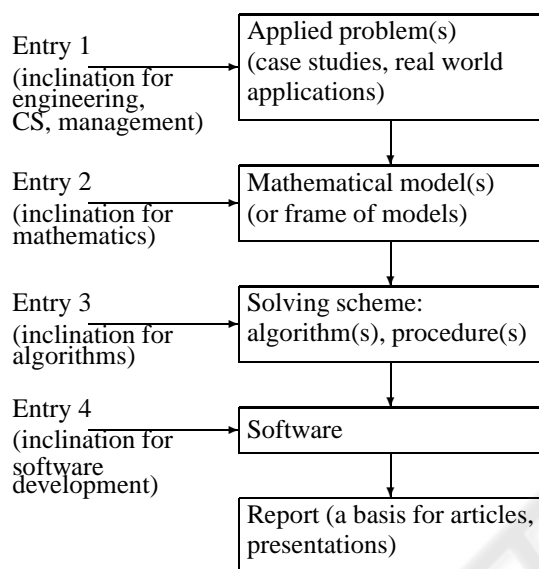 Entry 1
(inclination for
engineering,
CS, management)
Applied problem(s)
(case studies, real world
applications)
Entry 2
(inclination for
mathematics)
Mathematical model(s)
(or frame of models)
Entry 3
(inclination for
algorithms)
Solving scheme:
algorithm(s), procedure(s)
Entry 4
(inclination for
software
development)
Software
Report (a basis for articles,
presentations)